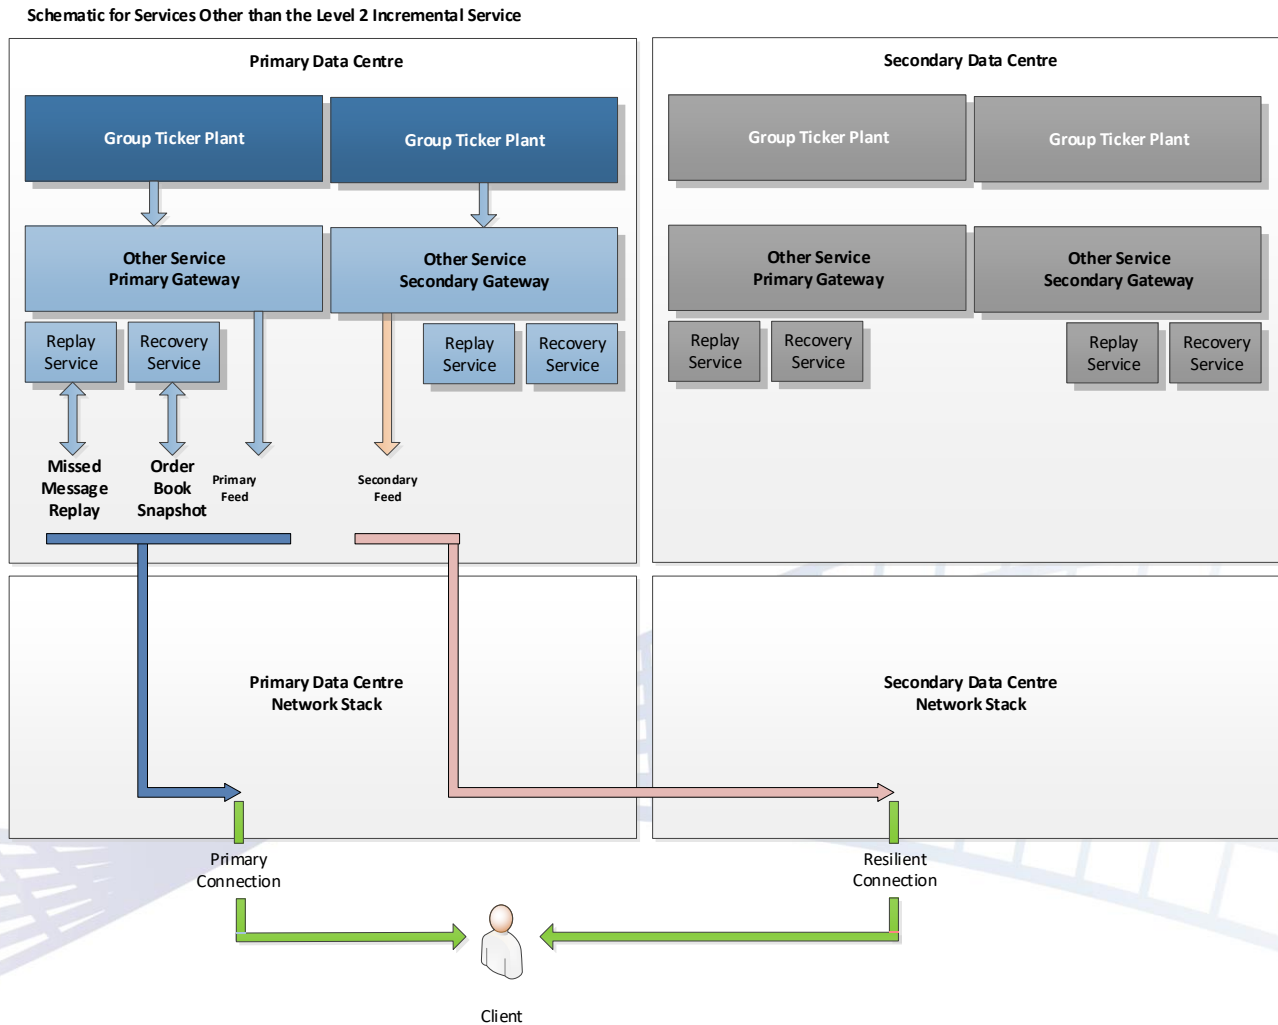 Schematic for Services Other than the Level 2 Incremental Service
Primary Data Centre
Group Ticker Plant
Group Ticker Plant
Other Service
Primary Gateway
Other Service
Secondary Gateway
Replay
Service
Recovery
Service
Replay
Service
Recovery
Service
Missed
Message
Replay
Order
Book
Snapshot
Primary
Feed
Secondary
Feed
Secondary Data Centre
Group Ticker Plant
Group Ticker Plant
Other Service
Primary Gateway
Other Service
Secondary Gateway
Replay
Service
Recovery
Service
Replay
Service
Recovery
Service
Primary Data Centre
Network Stack
Secondary Data Centre
Network Stack
Primary
Connection
Resilient
Connection
Client